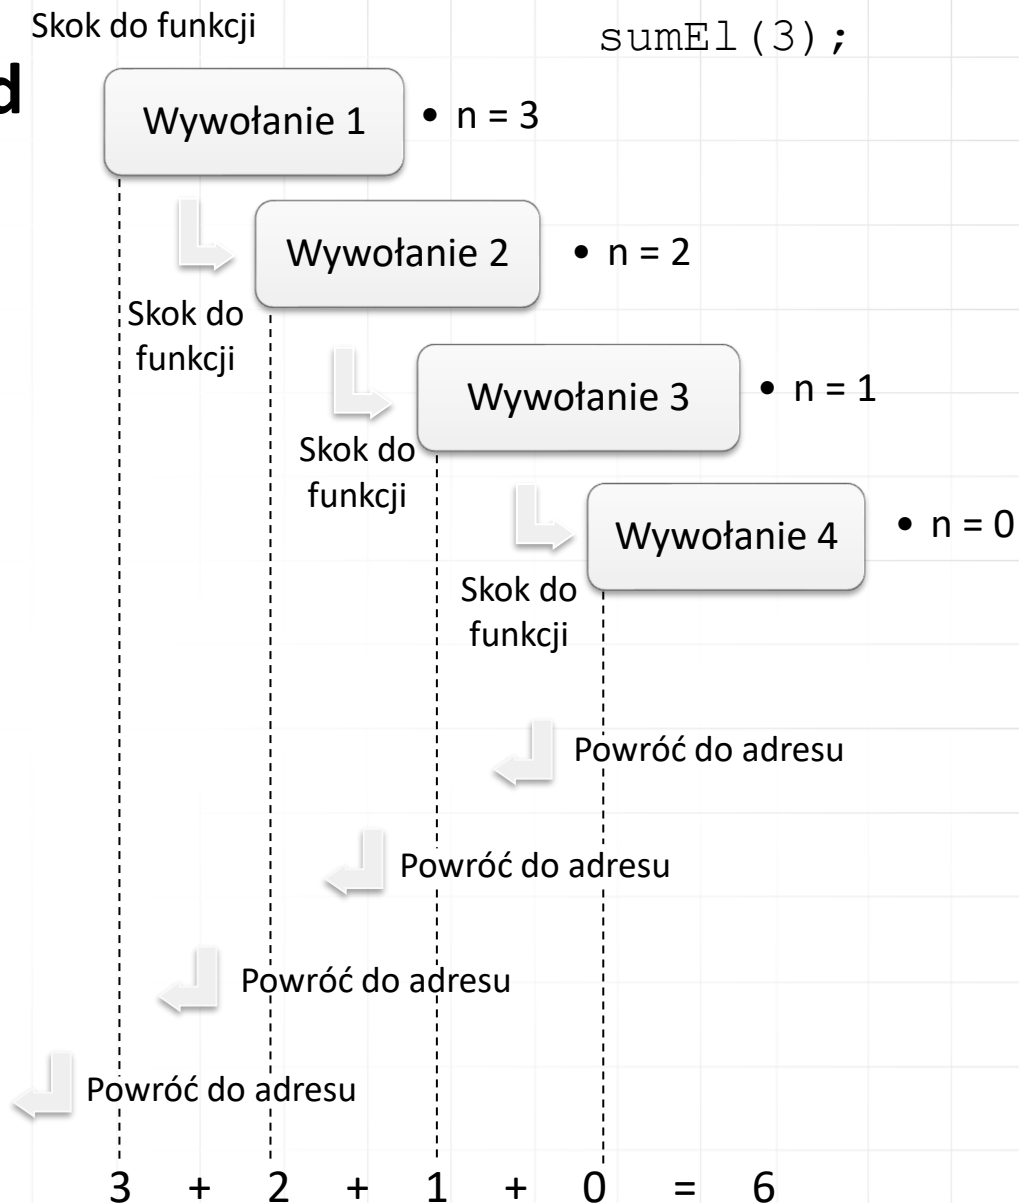 Skok do funkcji
sumEl(3);
d
Wywołanie 1
• n = 3
Wywołanie 2
• n = 2
Skok do
funkcji
Wywołanie 3
• n = 1
Skok do
funkcji
Wywołanie 4
• n = 0
Skok do
funkcji
Powróć do adresu
Powróć do adresu
Powróć do adresu
Powróć do adresu
3 + 2 + 1 + 0 = 6